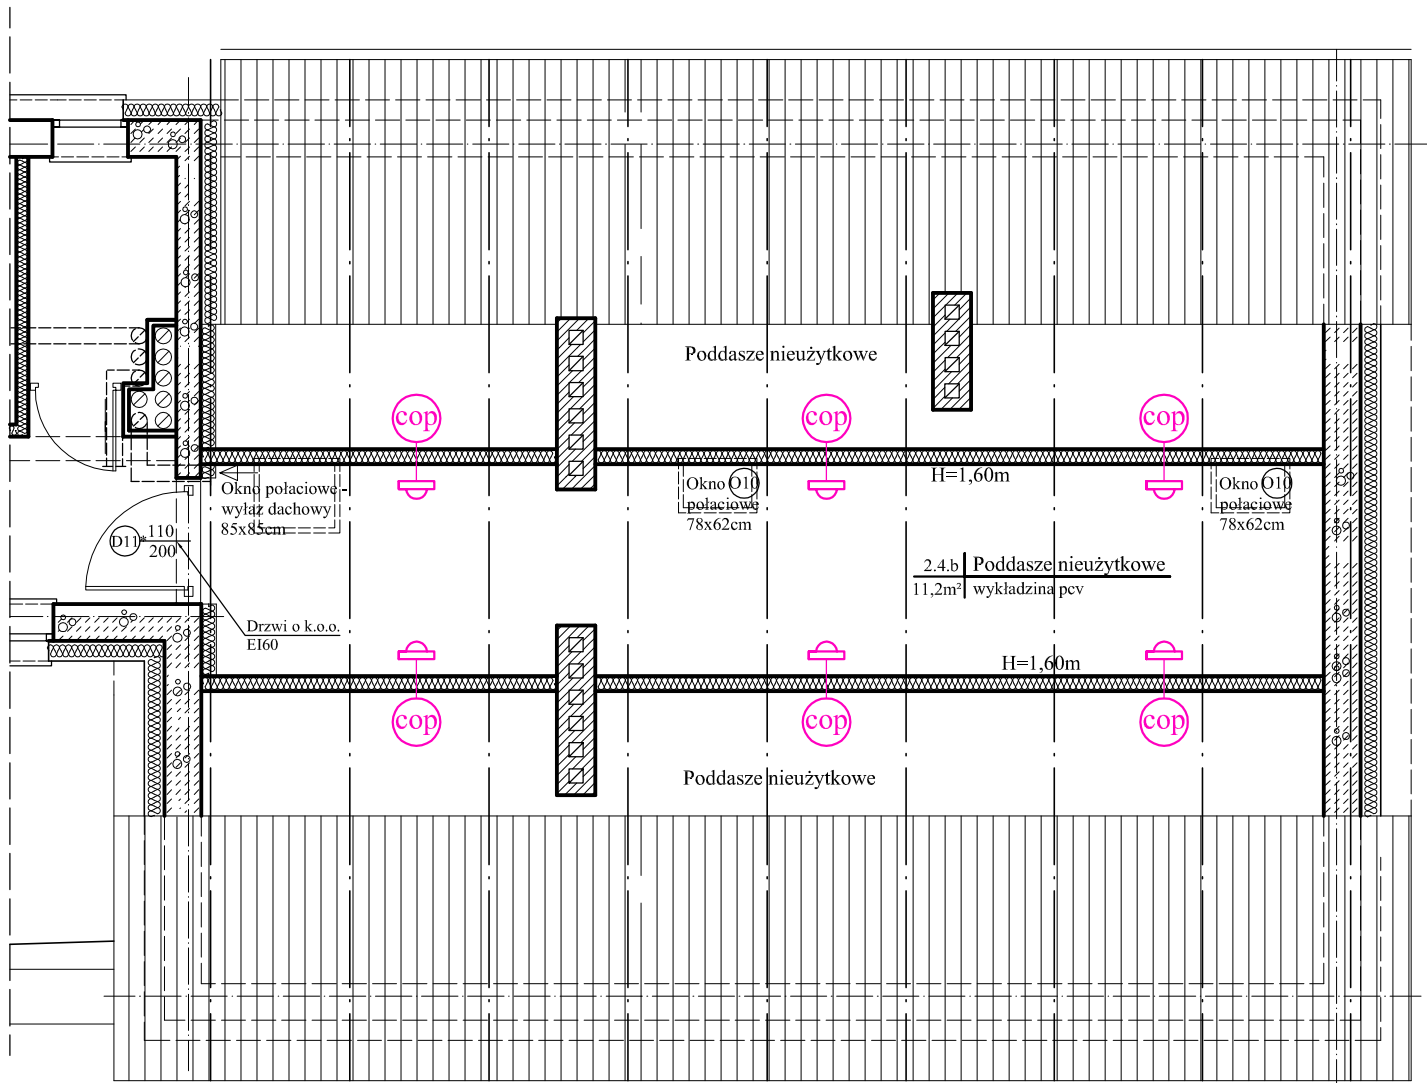 Poddasze nieużytkowe
cop
cop
cop
H=1,60m
Okno połaciowe -
wyłaz dachowy
85x85cm
Okno O10
połaciowe
78x62cm
Okno O10
połaciowe
78x62cm
D11* 110
200
2.4.b Poddasze nieużytkowe
11,2m² wykładzina pcv
Drzwi o k.o.o.
EI60
H=1,60m
cop
cop
cop
Poddasze nieużytkowe